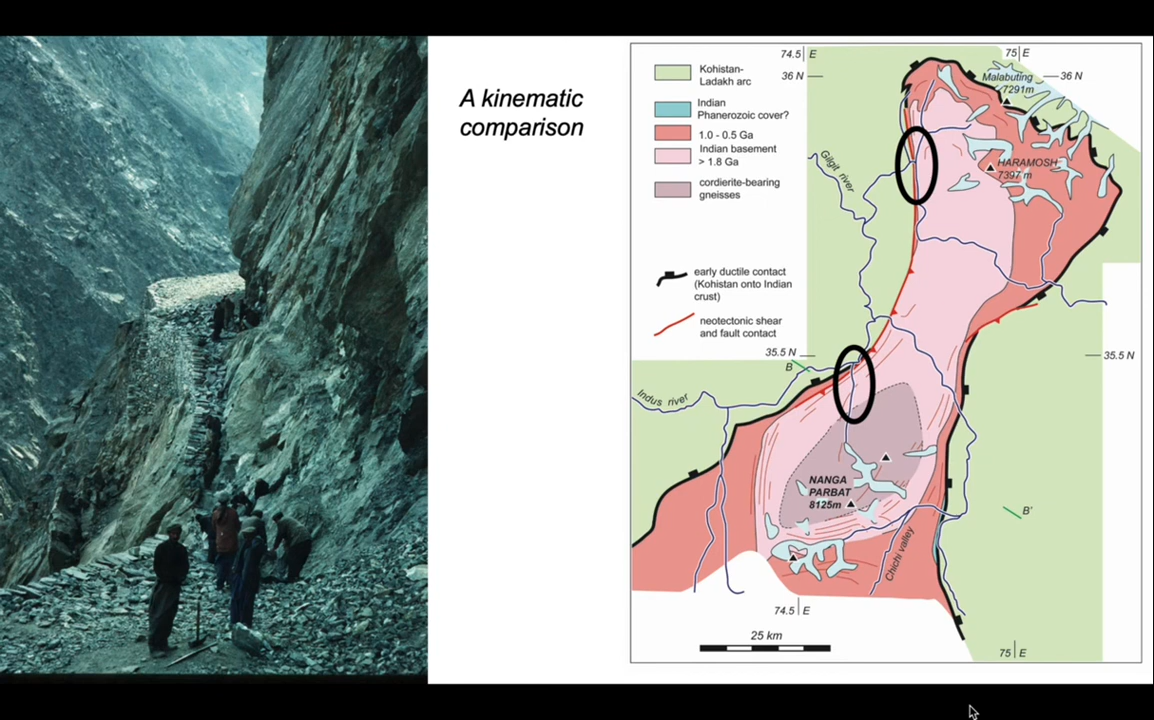 A kinematic
comparison
74.5 E
75 E
36 N
36 N
Kohistan-
Ladakh arc
Indian
Phanerozoic cover?
1.0 - 0.5 Ga
Indian basement
> 1.8 Ga
cordierite-bearing
gneisses
Malabuting
7291m
Gilgit river
HARAMOSH
7397 m
early ductile contact
(Kohistan onto Indian
crust)
neotectonic shear
and fault contact
35.5 N
35.5 N
B
Indus river
NANGA
PARBAT
8125m
B'
Chichi valley
74.5 E
25 km
75 E